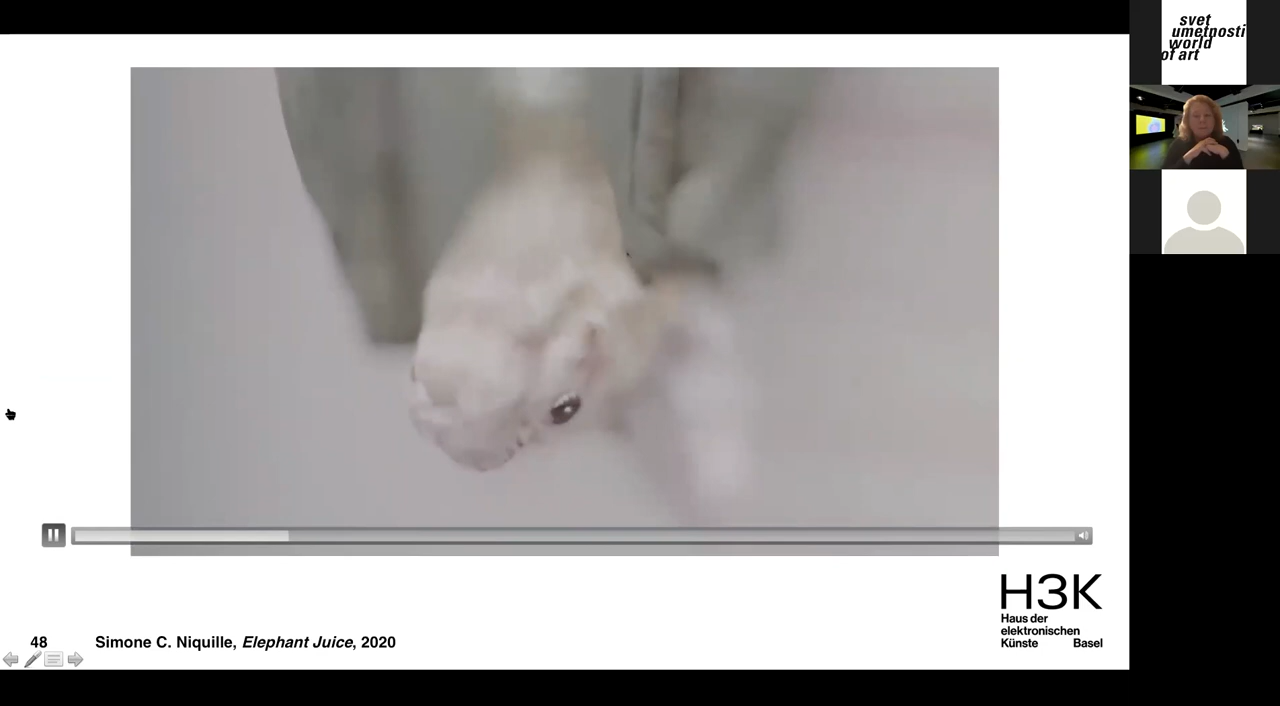 svet
umetnosti
world
of art
H3K
Haus der
elektronischen
Künste Basel
48 Simone C. Niquille, Elephant Juice, 2020